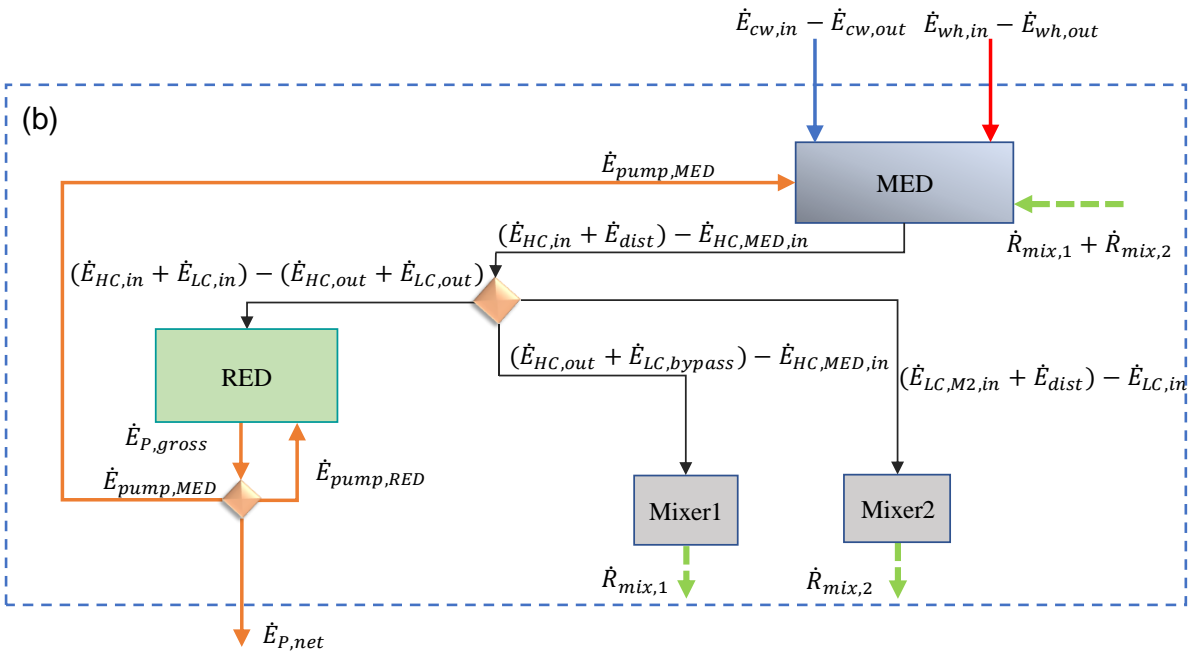 Ė_{cw,in} − Ė_{cw,out} Ė_{wh,in} − Ė_{wh,out}
(b)
Ė_{pump,MED}
MED
Ṙ_{mix,1} + Ṙ_{mix,2}
(Ė_{HC,in} + Ė_{dist}) − Ė_{HC,MED,in}
(Ė_{HC,in} + Ė_{LC,in}) − (Ė_{HC,out} + Ė_{LC,out})
RED
(Ė_{HC,out} + Ė_{LC,bypass}) − Ė_{HC,MED,in}
(Ė_{LC,M2,in} + Ė_{dist}) − Ė_{LC,in}
Ė_{P,gross}
Ė_{pump,MED}
Ė_{pump,RED}
Mixer1
Mixer2
Ṙ_{mix,1}
Ṙ_{mix,2}
Ė_{P,net}